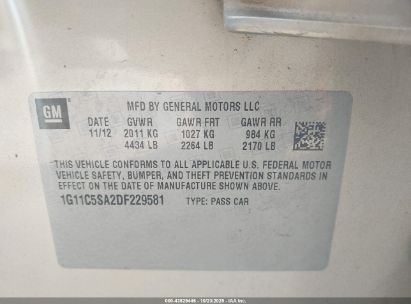 GM
MFD BY GENERAL MOTORS LLC
DATE GVWR GAWR FRT GAWR RR
11/12 2011 KG 1027 KG 984 KG
4434 LB 2264 LB 2170 LB
THIS VEHICLE CONFORMS TO ALL APPLICABLE U.S. FEDERAL MOTOR
VEHICLE SAFETY, BUMPER, AND THEFT PREVENTION STANDARDS IN
EFFECT ON THE DATE OF MANUFACTURE SHOWN ABOVE.
1G11C5SA2DF229581 TYPE: PASS CAR